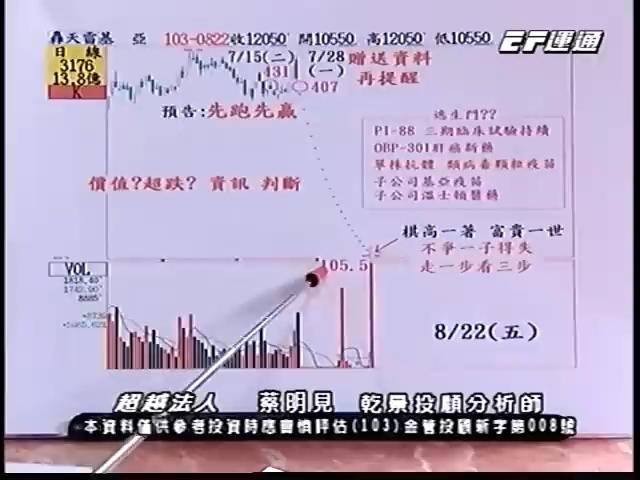 亞 103-0822收12050 開10550 高12050 低10550
ET運通
日 線
3176
13.8億
K
7/15(二) 7/28 贈送資料
431 (一) 再提醒
407
預告:先跑先贏
逃生門??
PI-88 三期臨床試驗持續
OBP-301肝癌新藥
單株抗體 類病毒顆粒疫苗
子公司基亞疫苗
子公司溫士頓醫藥
價值?超跌? 資訊 判斷
棋高一著 富貴一世
不爭一子得失
走一步看三步
105.5
VOL
8/22(五)
超越法人 蔡明見 乾景投顧分析師
本資料僅供參考投資時應審慎評估(103)金管投顧新字第008號